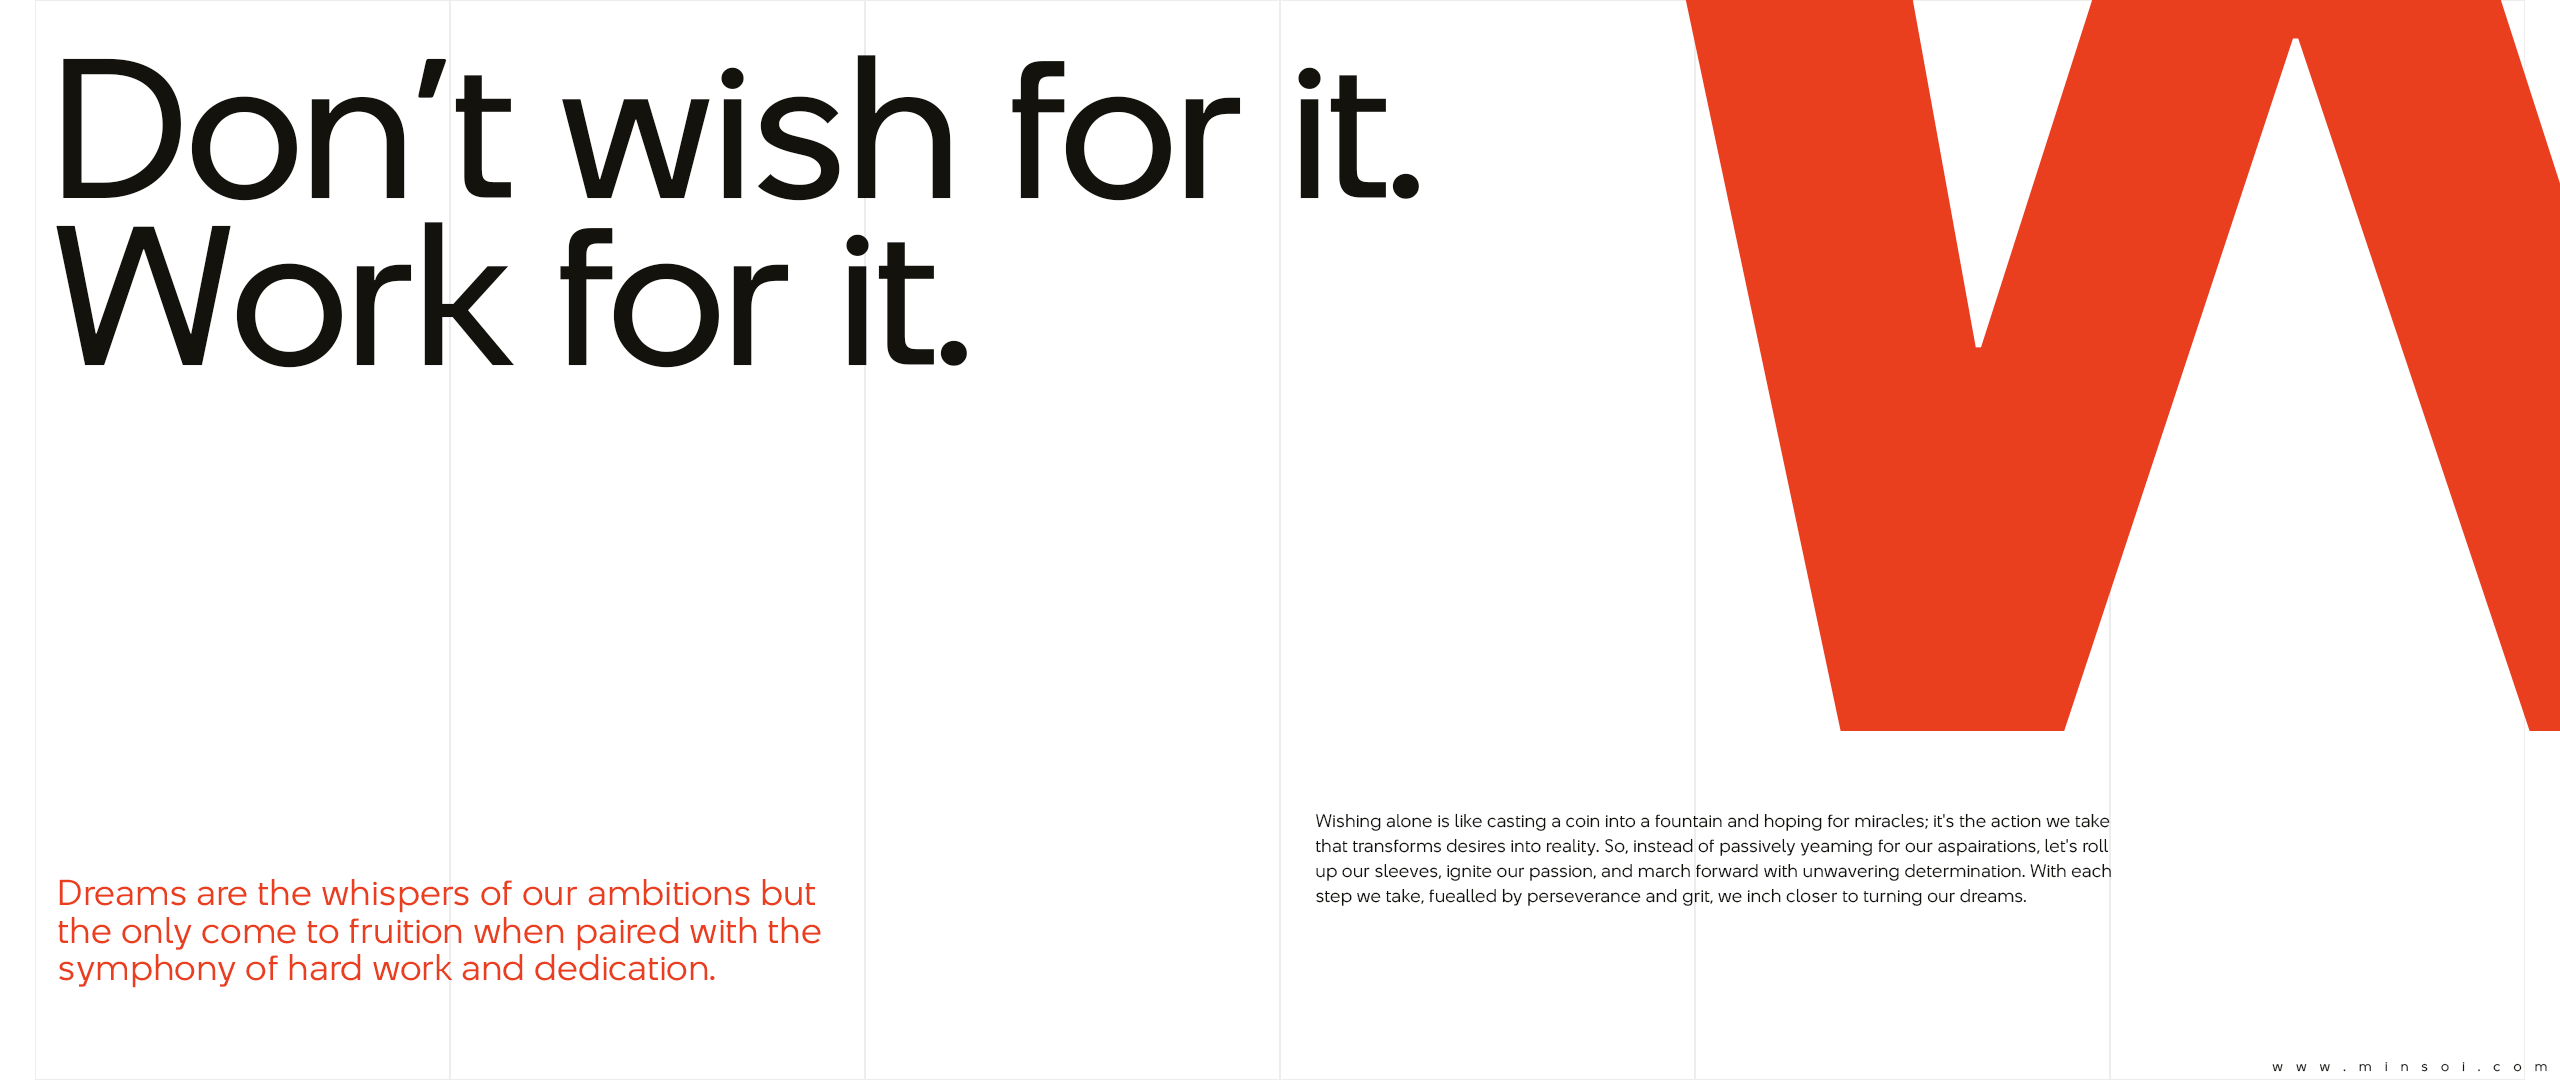 Don’t wish for it.
Work for it.
W
Dreams are the whispers of our ambitions but
the only come to fruition when paired with the
symphony of hard work and dedication.
Wishing alone is like casting a coin into a fountain and hoping for miracles; it's the action we take
that transforms desires into reality. So, instead of passively yeaming for our aspairations, let's roll
up our sleeves, ignite our passion, and march forward with unwavering determination. With each
step we take, fuealled by perseverance and grit, we inch closer to turning our dreams.
www.minsoi.com